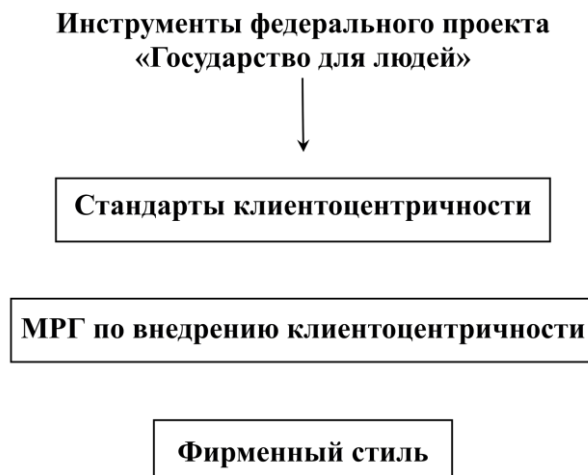 Инструменты федерального проекта
«Государство для людей»
Стандарты клиентоцентричности
МРГ по внедрению клиентоцентричности
Фирменный стиль